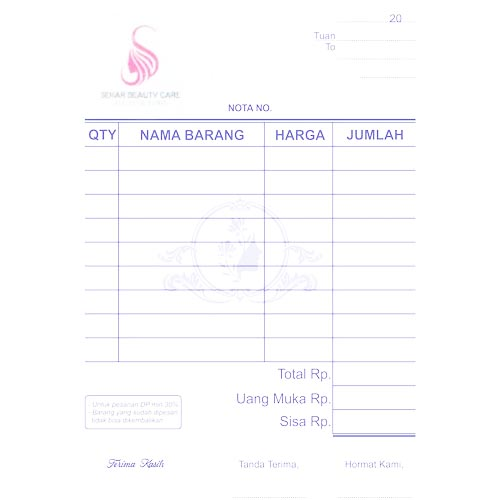 20
Tuan
To
SEKAR BEAUTY CARE
NOTA NO.
QTY NAMA BARANG HARGA JUMLAH
Total Rp.
Uang Muka Rp.
Sisa Rp.
- Untuk pesanan DP min 30%
- Barang yang sudah dipesan
tidak bisa dikembalikan
Terima Kasih Tanda Terima, Hormat Kami,